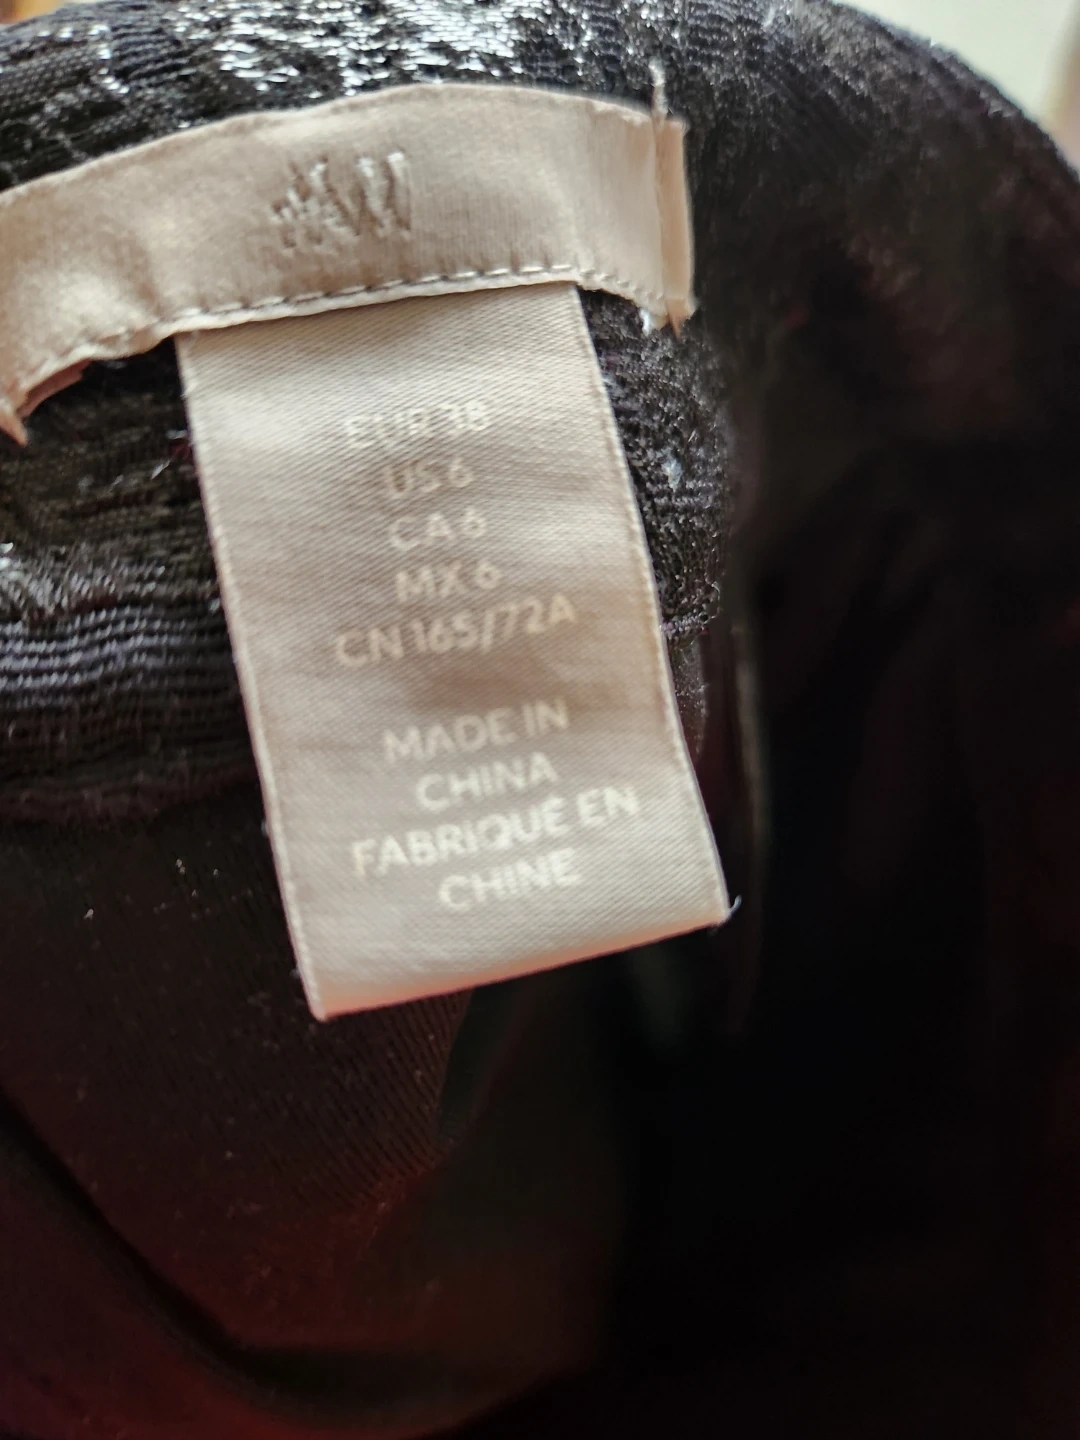 H&M
EUR 38
US 6
CA 6
MX 6
CN 165/72A
MADE IN
CHINA
FABRIQUÉ EN
CHINE